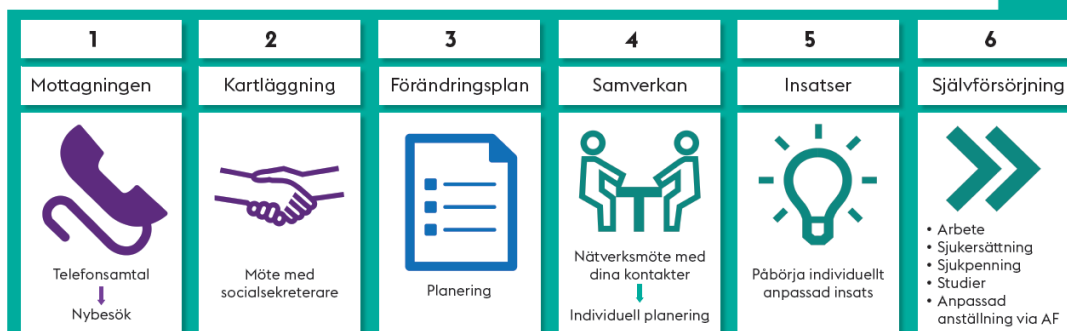 1
Mottagningen
Telefonsamtal
Nybesök
2
Kartläggning
Möte med
socialsekreterare
3
Förändringsplan
Planering
4
Samverkan
Nätverksmöte med
dina kontakter
Individuell planering
5
Insatser
Påbörja individuellt
anpassad insats
6
Självförsörjning
• Arbete
• Sjukersättning
• Sjukpenning
• Studier
• Anpassad
anställning via AF